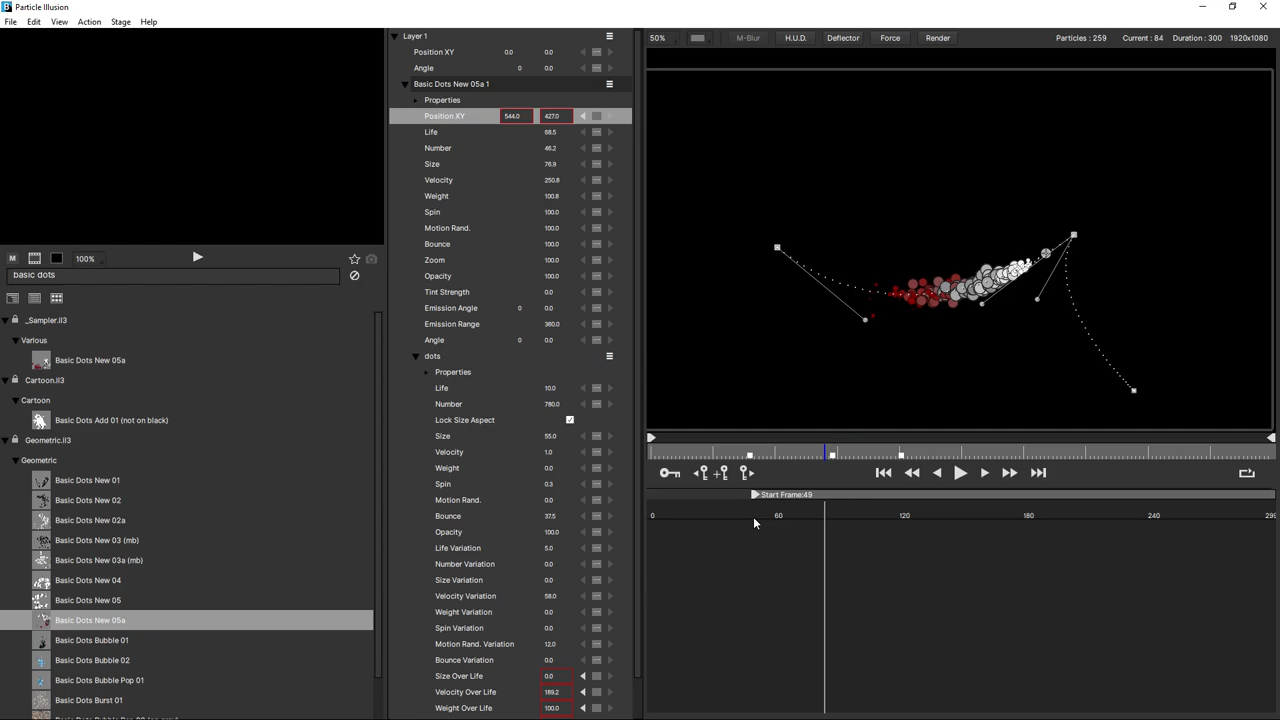 Particle Illusion
File Edit View Action Stage Help
M 100%
basic dots
_Sampler.il3
Various
Basic Dots New 05a
Cartoon.il3
Cartoon
Basic Dots Add 01 (not on black)
Geometric.il3
Geometric
Basic Dots New 01
Basic Dots New 02
Basic Dots New 02a
Basic Dots New 03 (mb)
Basic Dots New 03a (mb)
Basic Dots New 04
Basic Dots New 05
Basic Dots New 05a
Basic Dots Bubble 01
Basic Dots Bubble 02
Basic Dots Bubble Pop 01
Basic Dots Burst 01
Layer 1
Position XY 0.0 0.0
Angle 0 0.0
Basic Dots New 05a 1
Properties
Position XY 544.0 427.0
Life 68.5
Number 46.2
Size 76.9
Velocity 250.8
Weight 100.8
Spin 100.0
Motion Rand. 100.0
Bounce 100.0
Zoom 100.0
Opacity 100.0
Tint Strength 0.0
Emission Angle 0 0.0
Emission Range 360.0
Angle 0 0.0
dots
Properties
Life 10.0
Number 780.0
Lock Size Aspect
Size 55.0
Velocity 1.0
Weight 0.0
Spin 0.3
Motion Rand. 0.0
Bounce 37.5
Opacity 100.0
Life Variation 5.0
Number Variation 0.0
Size Variation 0.0
Velocity Variation 58.0
Weight Variation 0.0
Spin Variation 0.0
Motion Rand. Variation 12.0
Bounce Variation 0.0
Size Over Life 0.0
Velocity Over Life 189.2
Weight Over Life 100.0
50% M-Blur H.U.D. Deflector Force Render Particles : 259 Current : 84 Duration : 300 1920x1080
Start Frame:49
0 60 120 180 240 299